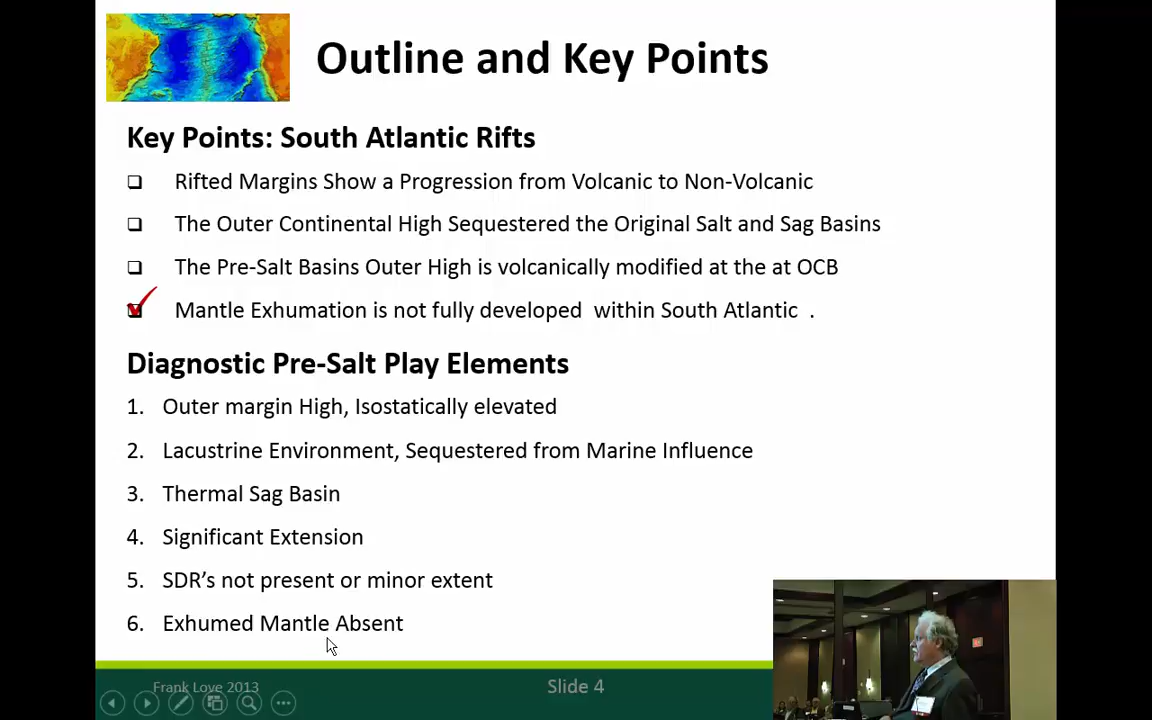 Outline and Key Points
Key Points: South Atlantic Rifts
Rifted Margins Show a Progression from Volcanic to Non-Volcanic
The Outer Continental High Sequestered the Original Salt and Sag Basins
The Pre-Salt Basins Outer High is volcanically modified at the at OCB
Mantle Exhumation is not fully developed within South Atlantic .
Diagnostic Pre-Salt Play Elements
1. Outer margin High, Isostatically elevated
2. Lacustrine Environment, Sequestered from Marine Influence
3. Thermal Sag Basin
4. Significant Extension
5. SDR's not present or minor extent
6. Exhumed Mantle Absent
Frank Love 2013
Slide 4